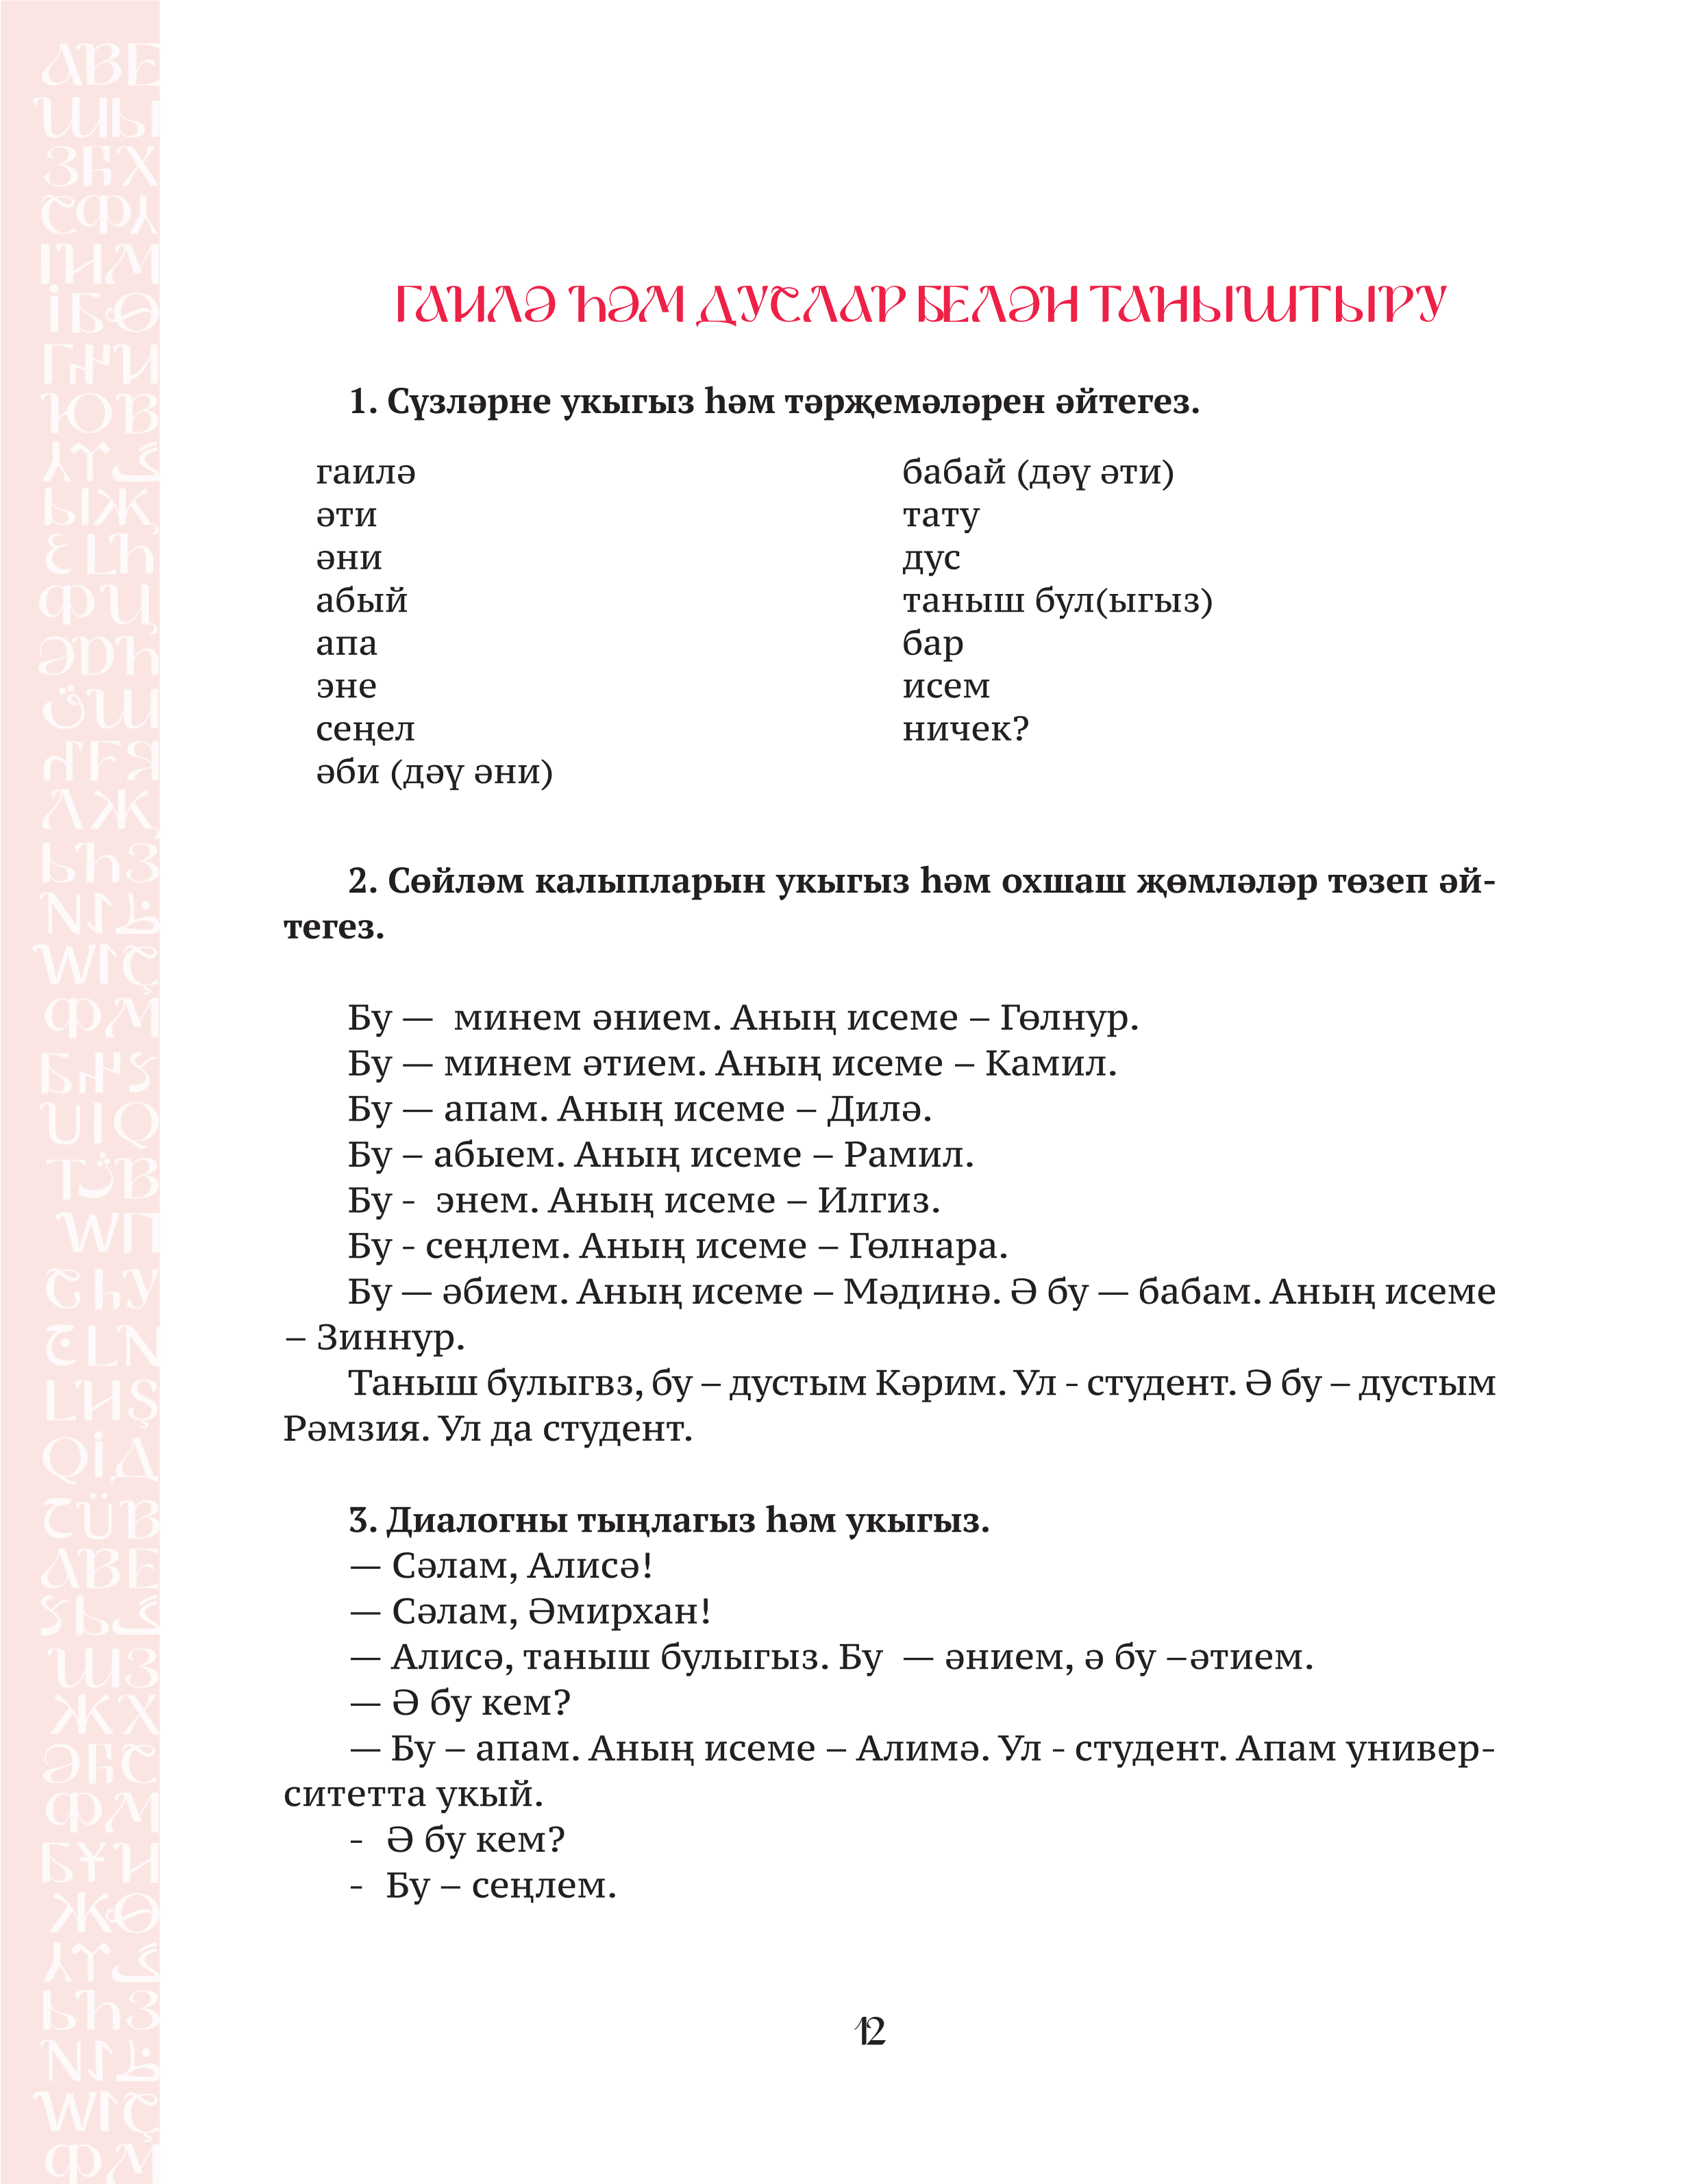 ГАИЛӘ ҺӘМ ДУСЛАР БЕЛӘН ТАНЫШТЫРУ
1. Сүзләрне укыгыз һәм тәрҗемәләрен әйтегез.
гаилә
әти
әни
абый
апа
эне
сеңел
әби (дәү әни)
бабай (дәү әти)
тату
дус
таныш бул(ыгыз)
бар
исем
ничек?
2. Сөйләм калыпларын укыгыз һәм охшаш җөмләләр төзеп әй-
тегез.
Бу — минем әнием. Аның исеме – Гөлнур.
Бу — минем әтием. Аның исеме – Камил.
Бу — апам. Аның исеме – Дилә.
Бу – абыем. Аның исеме – Рамил.
Бу - энем. Аның исеме – Илгиз.
Бу - сеңлем. Аның исеме – Гөлнара.
Бу — әбием. Аның исеме – Мәдинә. Ә бу — бабам. Аның исеме
– Зиннур.
Таныш булыгвз, бу – дустым Кәрим. Ул - студент. Ә бу – дустым
Рәмзия. Ул да студент.
3. Диалогны тыңлагыз һәм укыгыз.
— Сәлам, Алисә!
— Сәлам, Әмирхан!
— Алисә, таныш булыгыз. Бу — әнием, ә бу –әтием.
— Ә бу кем?
— Бу – апам. Аның исеме – Алимә. Ул - студент. Апам универ-
ситетта укый.
- Ә бу кем?
- Бу – сеңлем.
12